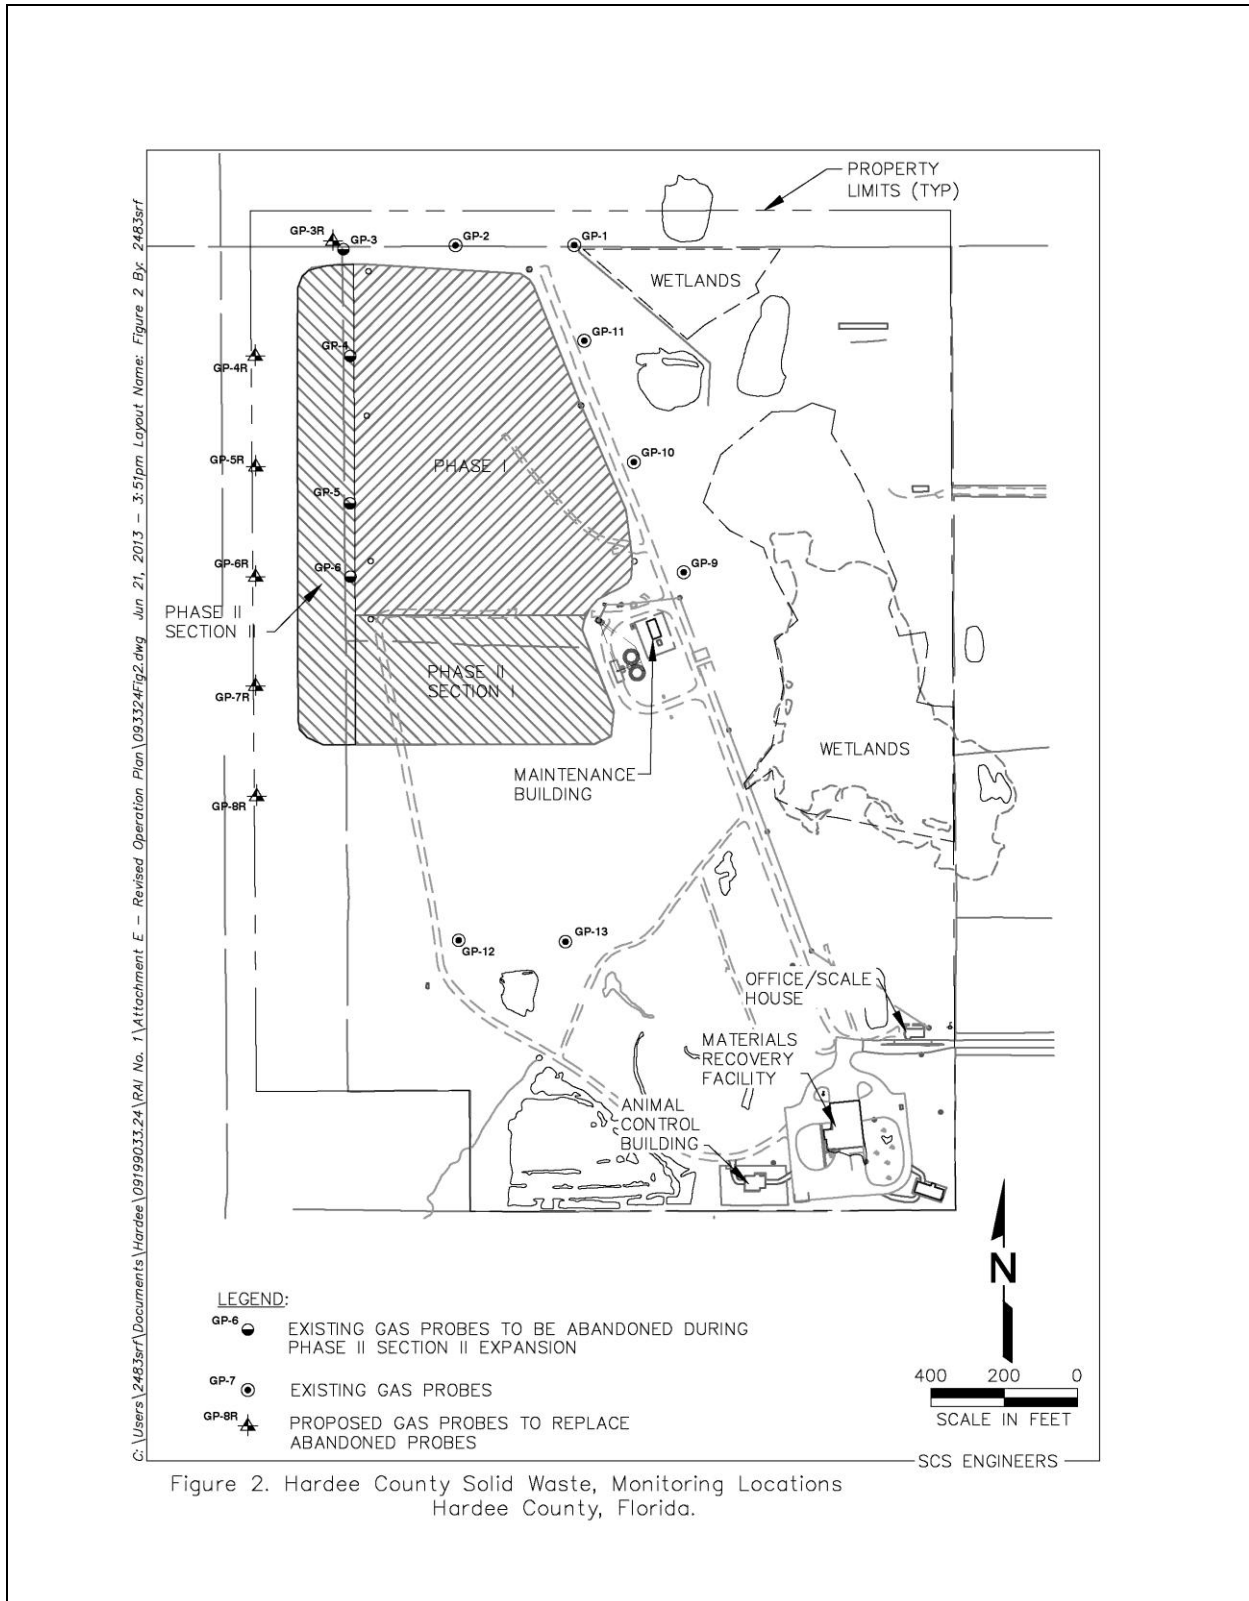 C:\Users\2483srf\Documents\Hardee\09199033.24\RAI No. 1\Attachment E - Revised Operation Plan\093324Fig2.dwg Jun 21, 2013 - 3:51pm Layout Name: Figure 2 By: 2483srf
PROPERTY
LIMITS (TYP)
GP-3R
GP-3
GP-2
GP-1
WETLANDS
GP-11
GP-4
GP-4R
GP-10
GP-5R
PHASE I
GP-5
GP-6R
GP-6
GP-9
PHASE II
SECTION II
PHASE II
SECTION I
GP-7R
WETLANDS
MAINTENANCE
BUILDING
GP-8R
GP-12
GP-13
OFFICE/SCALE
HOUSE
MATERIALS
RECOVERY
FACILITY
ANIMAL
CONTROL
BUILDING
N
LEGEND:
GP-6
EXISTING GAS PROBES TO BE ABANDONED DURING
PHASE II SECTION II EXPANSION
GP-7
EXISTING GAS PROBES
GP-8R
PROPOSED GAS PROBES TO REPLACE
ABANDONED PROBES
400 200 0
SCALE IN FEET
SCS ENGINEERS
Figure 2. Hardee County Solid Waste, Monitoring Locations
Hardee County, Florida.